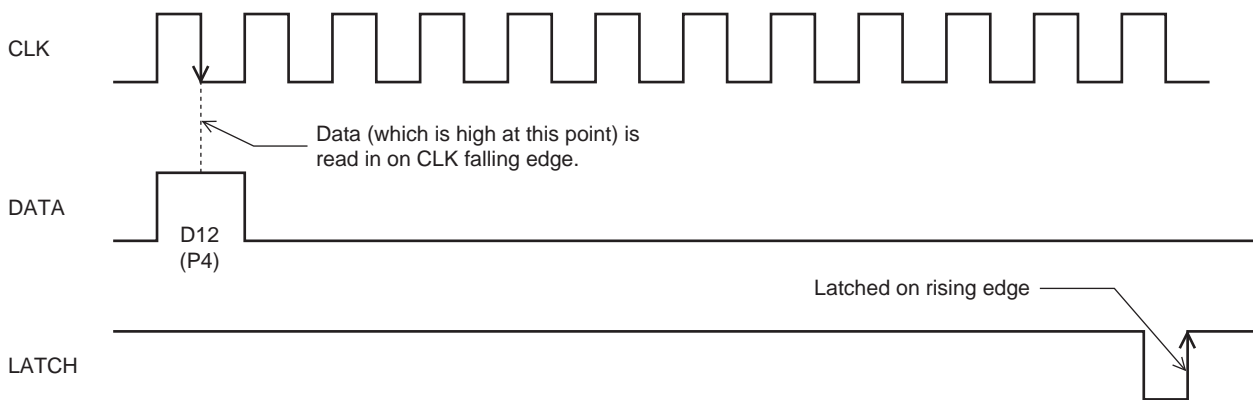 CLK
Data (which is high at this point) is
read in on CLK falling edge.
DATA
D12
(P4)
Latched on rising edge
LATCH